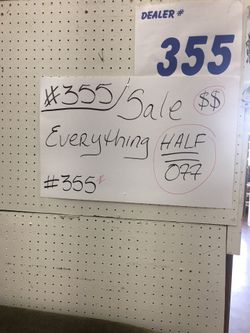 DEALER #
355
#355/ Sale $$
Everything HALF
OFF
#355